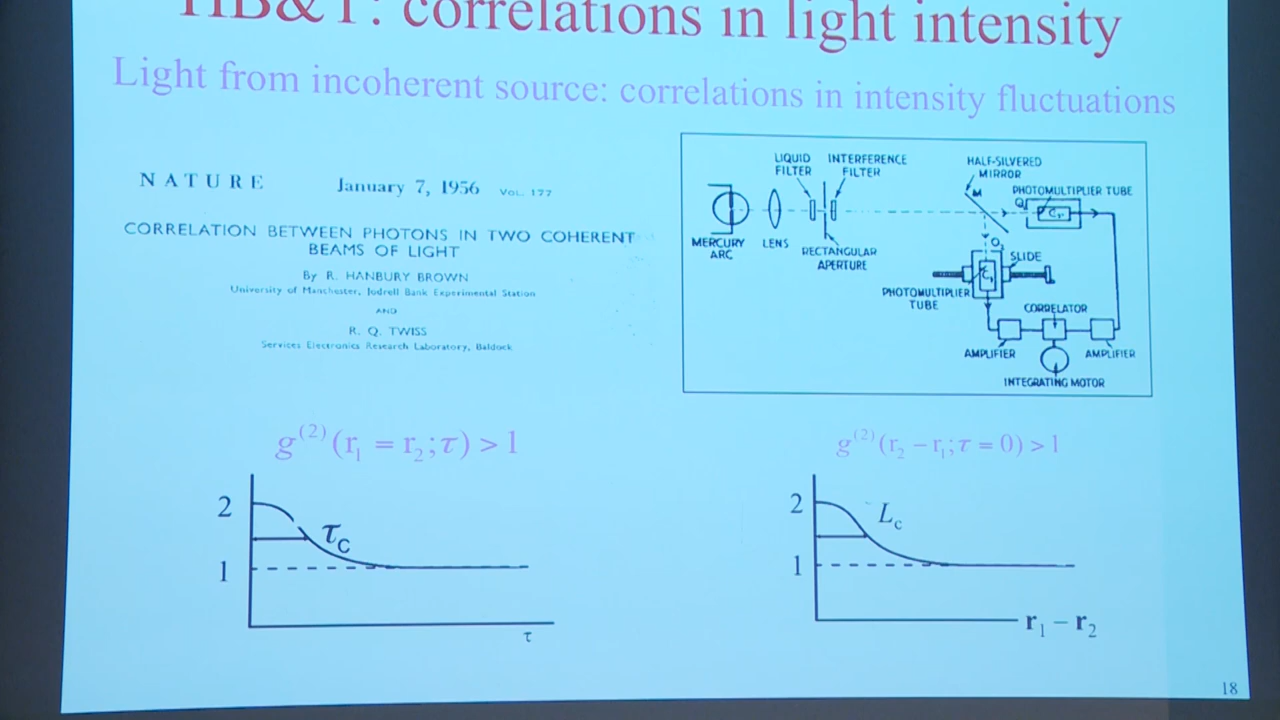 HB&T: correlations in light intensity
Light from incoherent source: correlations in intensity fluctuations
NATURE January 7, 1956 VOL. 177
CORRELATION BETWEEN PHOTONS IN TWO COHERENT
BEAMS OF LIGHT
By R. HANBURY BROWN
University of Manchester, Jodrell Bank Experimental Station
AND
R. Q. TWISS
Services Electronics Research Laboratory, Baldock
LIQUID
FILTER
INTERFERENCE
FILTER
HALF-SILVERED
MIRROR
M
PHOTOMULTIPLIER TUBE
MERCURY
ARC
LENS
RECTANGULAR
APERTURE
SLIDE
PHOTOMULTIPLIER
TUBE
CORRELATOR
AMPLIFIER
AMPLIFIER
INTEGRATING MOTOR
g⁽²⁾(r₁ = r₂; τ) > 1
2
τc
1
τ
g⁽²⁾(r₂ − r₁; τ = 0) > 1
2
Lc
1
r₁ − r₂
18